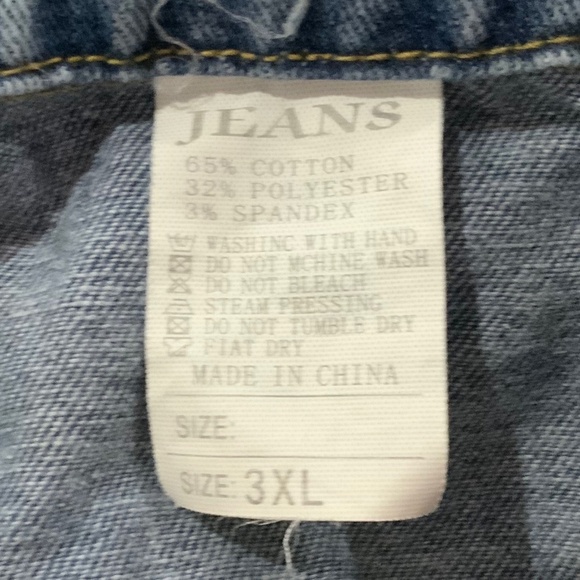 JEANS
65% COTTON
32% POLYESTER
3% SPANDEX
WASHINC WITH HAND
DO NOT MCHINE WASH
DO NOT BLEACH
STEAM PRESSING
DO NOT TUMBLE DRY
FIAT DRY
MADE IN CHINA
SIZE:
SIZE: 3XL